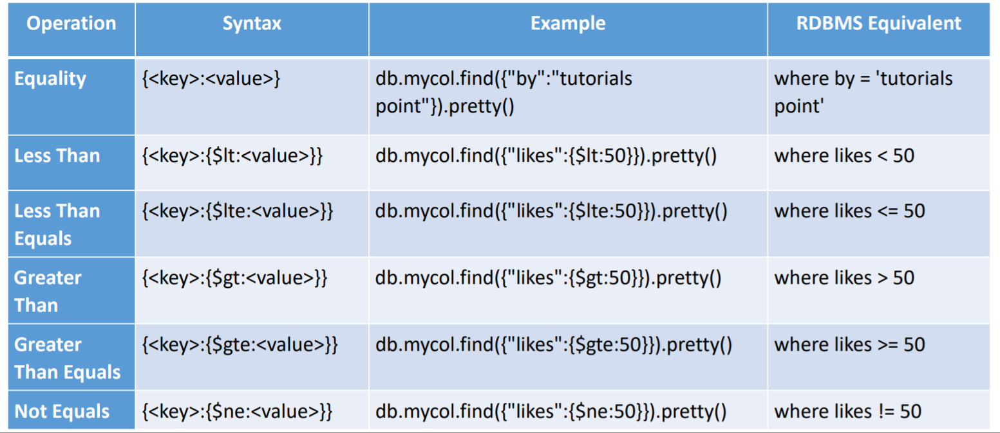 Operation Syntax Example RDBMS Equivalent
Equality {<key>:<value>} db.mycol.find({"by":"tutorials where by = 'tutorials
point"}).pretty() point'
Less Than {<key>:{$lt:<value>}} db.mycol.find({"likes":{$lt:50}}).pretty() where likes < 50
Less Than {<key>:{$lte:<value>}} db.mycol.find({"likes":{$lte:50}}).pretty() where likes <= 50
Equals
Greater {<key>:{$gt:<value>}} db.mycol.find({"likes":{$gt:50}}).pretty() where likes > 50
Than
Greater {<key>:{$gte:<value>}} db.mycol.find({"likes":{$gte:50}}).pretty() where likes >= 50
Than Equals
Not Equals {<key>:{$ne:<value>}} db.mycol.find({"likes":{$ne:50}}).pretty() where likes != 50